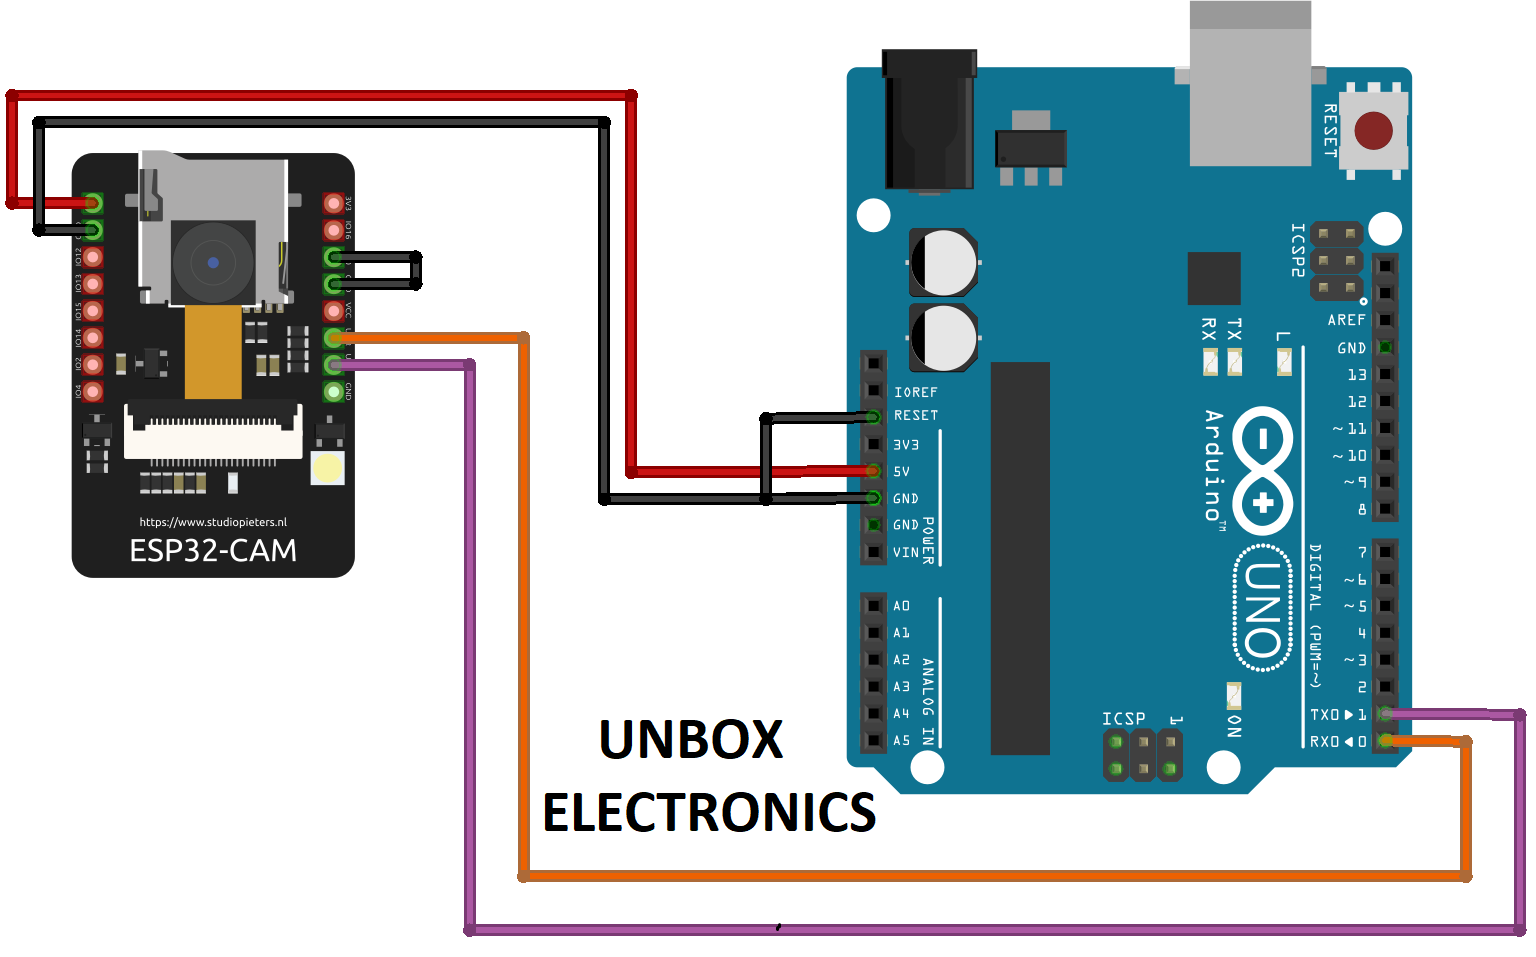 RESET
ICSP2
3V3
IO16
IO12
IO13
IO15
IO14
IO2
IO4
VCC
GND
https://www.studiopieters.nl
ESP32-CAM
IOREF
RESET
3V3
5V
GND
GND
VIN
POWER
A0
A1
A2
A3
A4
A5
ANALOG IN
RX
TX
L
Arduino™
UNO
AREF
GND
13
12
~11
~10
~9
8
7
~6
~5
4
~3
2
TX0▶1
RX0◀0
DIGITAL (PWM=~)
ON
ICSP
1
UNBOX
ELECTRONICS